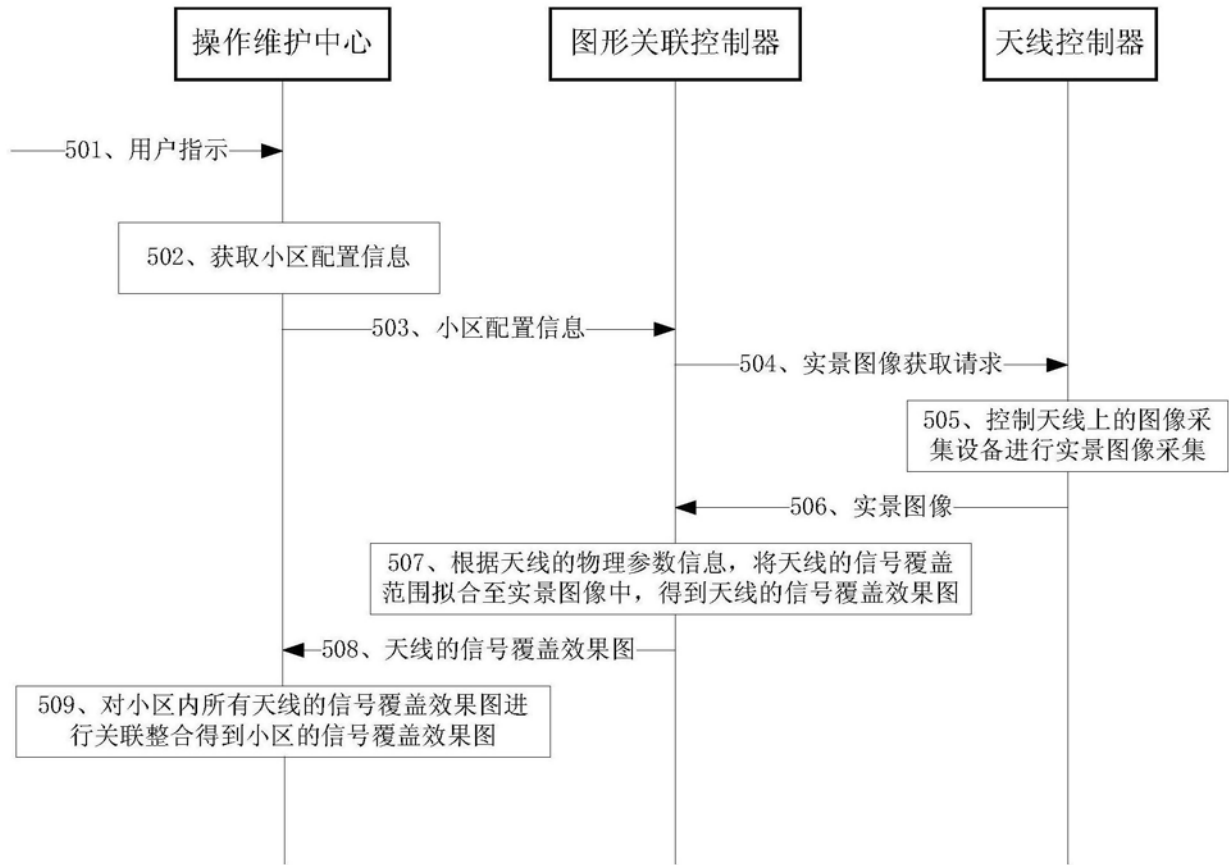 操作维护中心
图形关联控制器
天线控制器
501、用户指示
502、获取小区配置信息
503、小区配置信息
504、实景图像获取请求
505、控制天线上的图像采
集设备进行实景图像采集
506、实景图像
507、根据天线的物理参数信息，将天线的信号覆盖
范围拟合至实景图像中，得到天线的信号覆盖效果图
508、天线的信号覆盖效果图
509、对小区内所有天线的信号覆盖效果图进
行关联整合得到小区的信号覆盖效果图